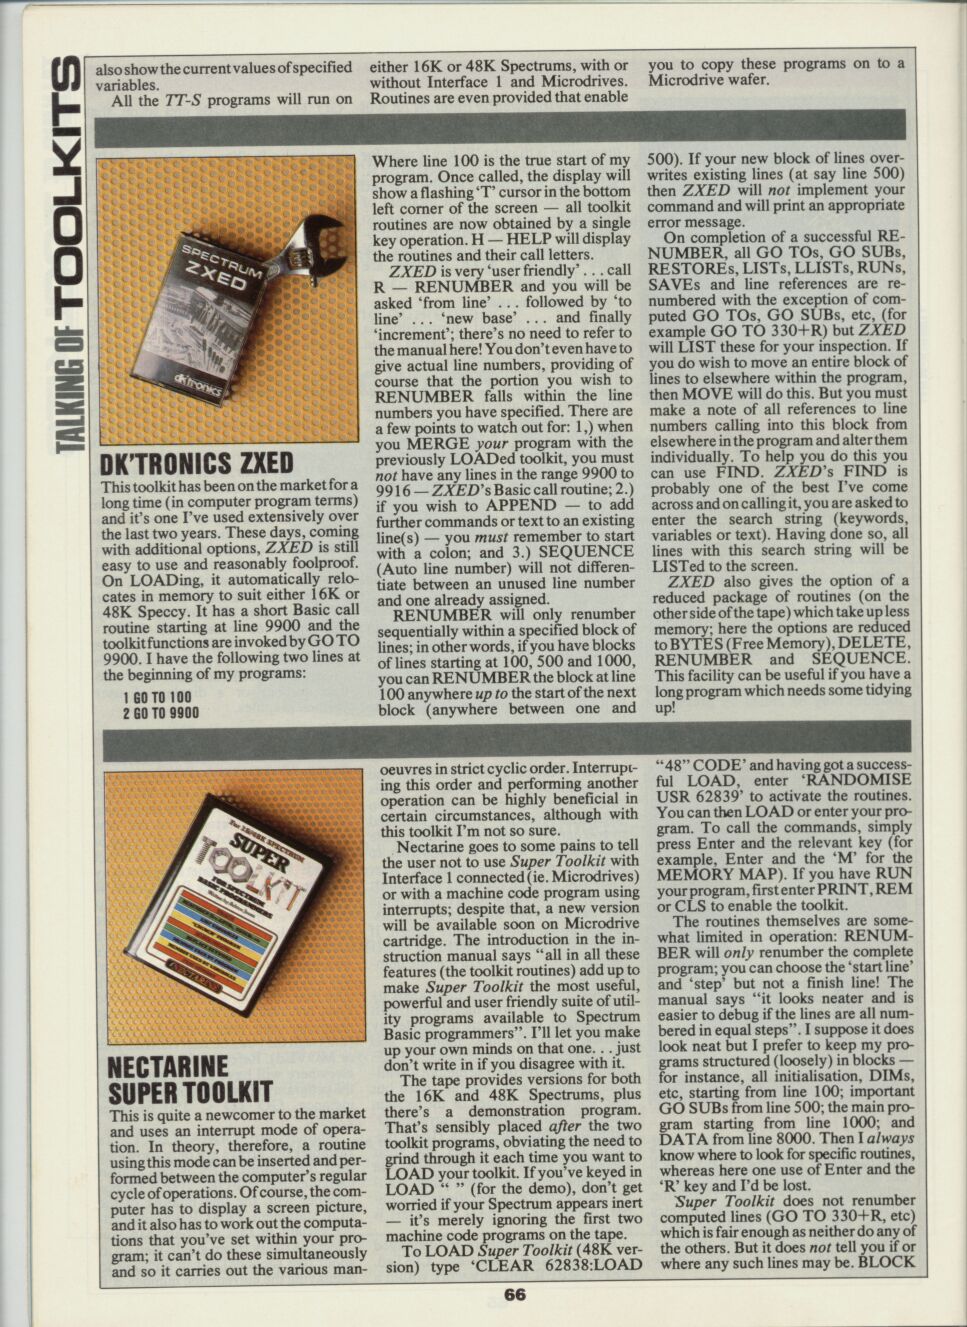 TALKING OF TOOLKITS
also show the current values of specified
variables.
All the TT-S programs will run on
either 16K or 48K Spectrums, with or
without Interface 1 and Microdrives.
Routines are even provided that enable
you to copy these programs on to a
Microdrive wafer.
SPECTRUM
ZXED
dk'tronics
DK'TRONICS ZXED
This toolkit has been on the market for a
long time (in computer program terms)
and it's one I've used extensively over
the last two years. These days, coming
with additional options, ZXED is still
easy to use and reasonably foolproof.
On LOADing, it automatically relo-
cates in memory to suit either 16K or
48K Speccy. It has a short Basic call
routine starting at line 9900 and the
toolkit functions are invoked by GO TO
9900. I have the following two lines at
the beginning of my programs:
1 GO TO 100
2 GO TO 9900
Where line 100 is the true start of my
program. Once called, the display will
show a flashing 'T' cursor in the bottom
left corner of the screen — all toolkit
routines are now obtained by a single
key operation. H — HELP will display
the routines and their call letters.
ZXED is very 'user friendly' . . . call
R — RENUMBER and you will be
asked 'from line' . . . followed by 'to
line' . . . 'new base' . . . and finally
'increment'; there's no need to refer to
the manual here! You don't even have to
give actual line numbers, providing of
course that the portion you wish to
RENUMBER falls within the line
numbers you have specified. There are
a few points to watch out for: 1,) when
you MERGE your program with the
previously LOADed toolkit, you must
not have any lines in the range 9900 to
9916 — ZXED's Basic call routine; 2.)
if you wish to APPEND — to add
further commands or text to an existing
line(s) — you must remember to start
with a colon; and 3.) SEQUENCE
(Auto line number) will not differen-
tiate between an unused line number
and one already assigned.
RENUMBER will only renumber
sequentially within a specified block of
lines; in other words, if you have blocks
of lines starting at 100, 500 and 1000,
you can RENUMBER the block at line
100 anywhere up to the start of the next
block (anywhere between one and
500). If your new block of lines over-
writes existing lines (at say line 500)
then ZXED will not implement your
command and will print an appropriate
error message.
On completion of a successful RE-
NUMBER, all GO TOs, GO SUBs,
RESTOREs, LISTs, LLISTs, RUNs,
SAVEs and line references are re-
numbered with the exception of com-
puted GO TOs, GO SUBs, etc, (for
example GO TO 330+R) but ZXED
will LIST these for your inspection. If
you do wish to move an entire block of
lines to elsewhere within the program,
then MOVE will do this. But you must
make a note of all references to line
numbers calling into this block from
elsewhere in the program and alter them
individually. To help you do this you
can use FIND. ZXED's FIND is
probably one of the best I've come
across and on calling it, you are asked to
enter the search string (keywords,
variables or text). Having done so, all
lines with this search string will be
LISTed to the screen.
ZXED also gives the option of a
reduced package of routines (on the
other side of the tape) which take up less
memory; here the options are reduced
to BYTES (Free Memory), DELETE,
RENUMBER and SEQUENCE.
This facility can be useful if you have a
long program which needs some tidying
up!
For 16/48K SPECTRUM
SUPER
TOOLKIT
FOR SPECTRUM
BASIC PROGRAMMERS
NECTARINE
NECTARINE
SUPER TOOLKIT
This is quite a newcomer to the market
and uses an interrupt mode of opera-
tion. In theory, therefore, a routine
using this mode can be inserted and per-
formed between the computer's regular
cycle of operations. Of course, the com-
puter has to display a screen picture,
and it also has to work out the computa-
tions that you've set within your pro-
gram; it can't do these simultaneously
and so it carries out the various man-
oeuvres in strict cyclic order. Interrupt-
ing this order and performing another
operation can be highly beneficial in
certain circumstances, although with
this toolkit I'm not so sure.
Nectarine goes to some pains to tell
the user not to use Super Toolkit with
Interface 1 connected (ie. Microdrives)
or with a machine code program using
interrupts; despite that, a new version
will be available soon on Microdrive
cartridge. The introduction in the in-
struction manual says "all in all these
features (the toolkit routines) add up to
make Super Toolkit the most useful,
powerful and user friendly suite of util-
ity programs available to Spectrum
Basic programmers". I'll let you make
up your own minds on that one. . . just
don't write in if you disagree with it.
The tape provides versions for both
the 16K and 48K Spectrums, plus
there's a demonstration program.
That's sensibly placed after the two
toolkit programs, obviating the need to
grind through it each time you want to
LOAD your toolkit. If you've keyed in
LOAD " " (for the demo), don't get
worried if your Spectrum appears inert
— it's merely ignoring the first two
machine code programs on the tape.
To LOAD Super Toolkit (48K ver-
sion) type 'CLEAR 62838:LOAD
"48" CODE' and having got a success-
ful LOAD, enter 'RANDOMISE
USR 62839' to activate the routines.
You can then LOAD or enter your pro-
gram. To call the commands, simply
press Enter and the relevant key (for
example, Enter and the 'M' for the
MEMORY MAP). If you have RUN
your program, first enter PRINT, REM
or CLS to enable the toolkit.
The routines themselves are some-
what limited in operation: RENUM-
BER will only renumber the complete
program; you can choose the 'start line'
and 'step' but not a finish line! The
manual says "it looks neater and is
easier to debug if the lines are all num-
bered in equal steps". I suppose it does
look neat but I prefer to keep my pro-
grams structured (loosely) in blocks —
for instance, all initialisation, DIMs,
etc, starting from line 100; important
GO SUBs from line 500; the main pro-
gram starting from line 1000; and
DATA from line 8000. Then I always
know where to look for specific routines,
whereas here one use of Enter and the
'R' key and I'd be lost.
Super Toolkit does not renumber
computed lines (GO TO 330+R, etc)
which is fair enough as neither do any of
the others. But it does not tell you if or
where any such lines may be. BLOCK
66